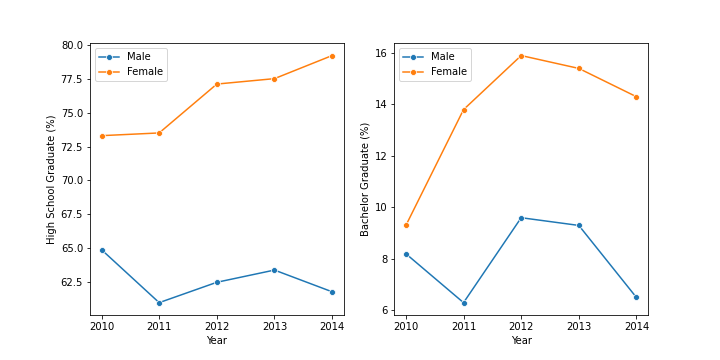 Male
Female
High School Graduate (%)
80.0
77.5
75.0
72.5
70.0
67.5
65.0
62.5
2010 2011 2012 2013 2014
Year
Male
Female
Bachelor Graduate (%)
16
14
12
10
8
6
2010 2011 2012 2013 2014
Year